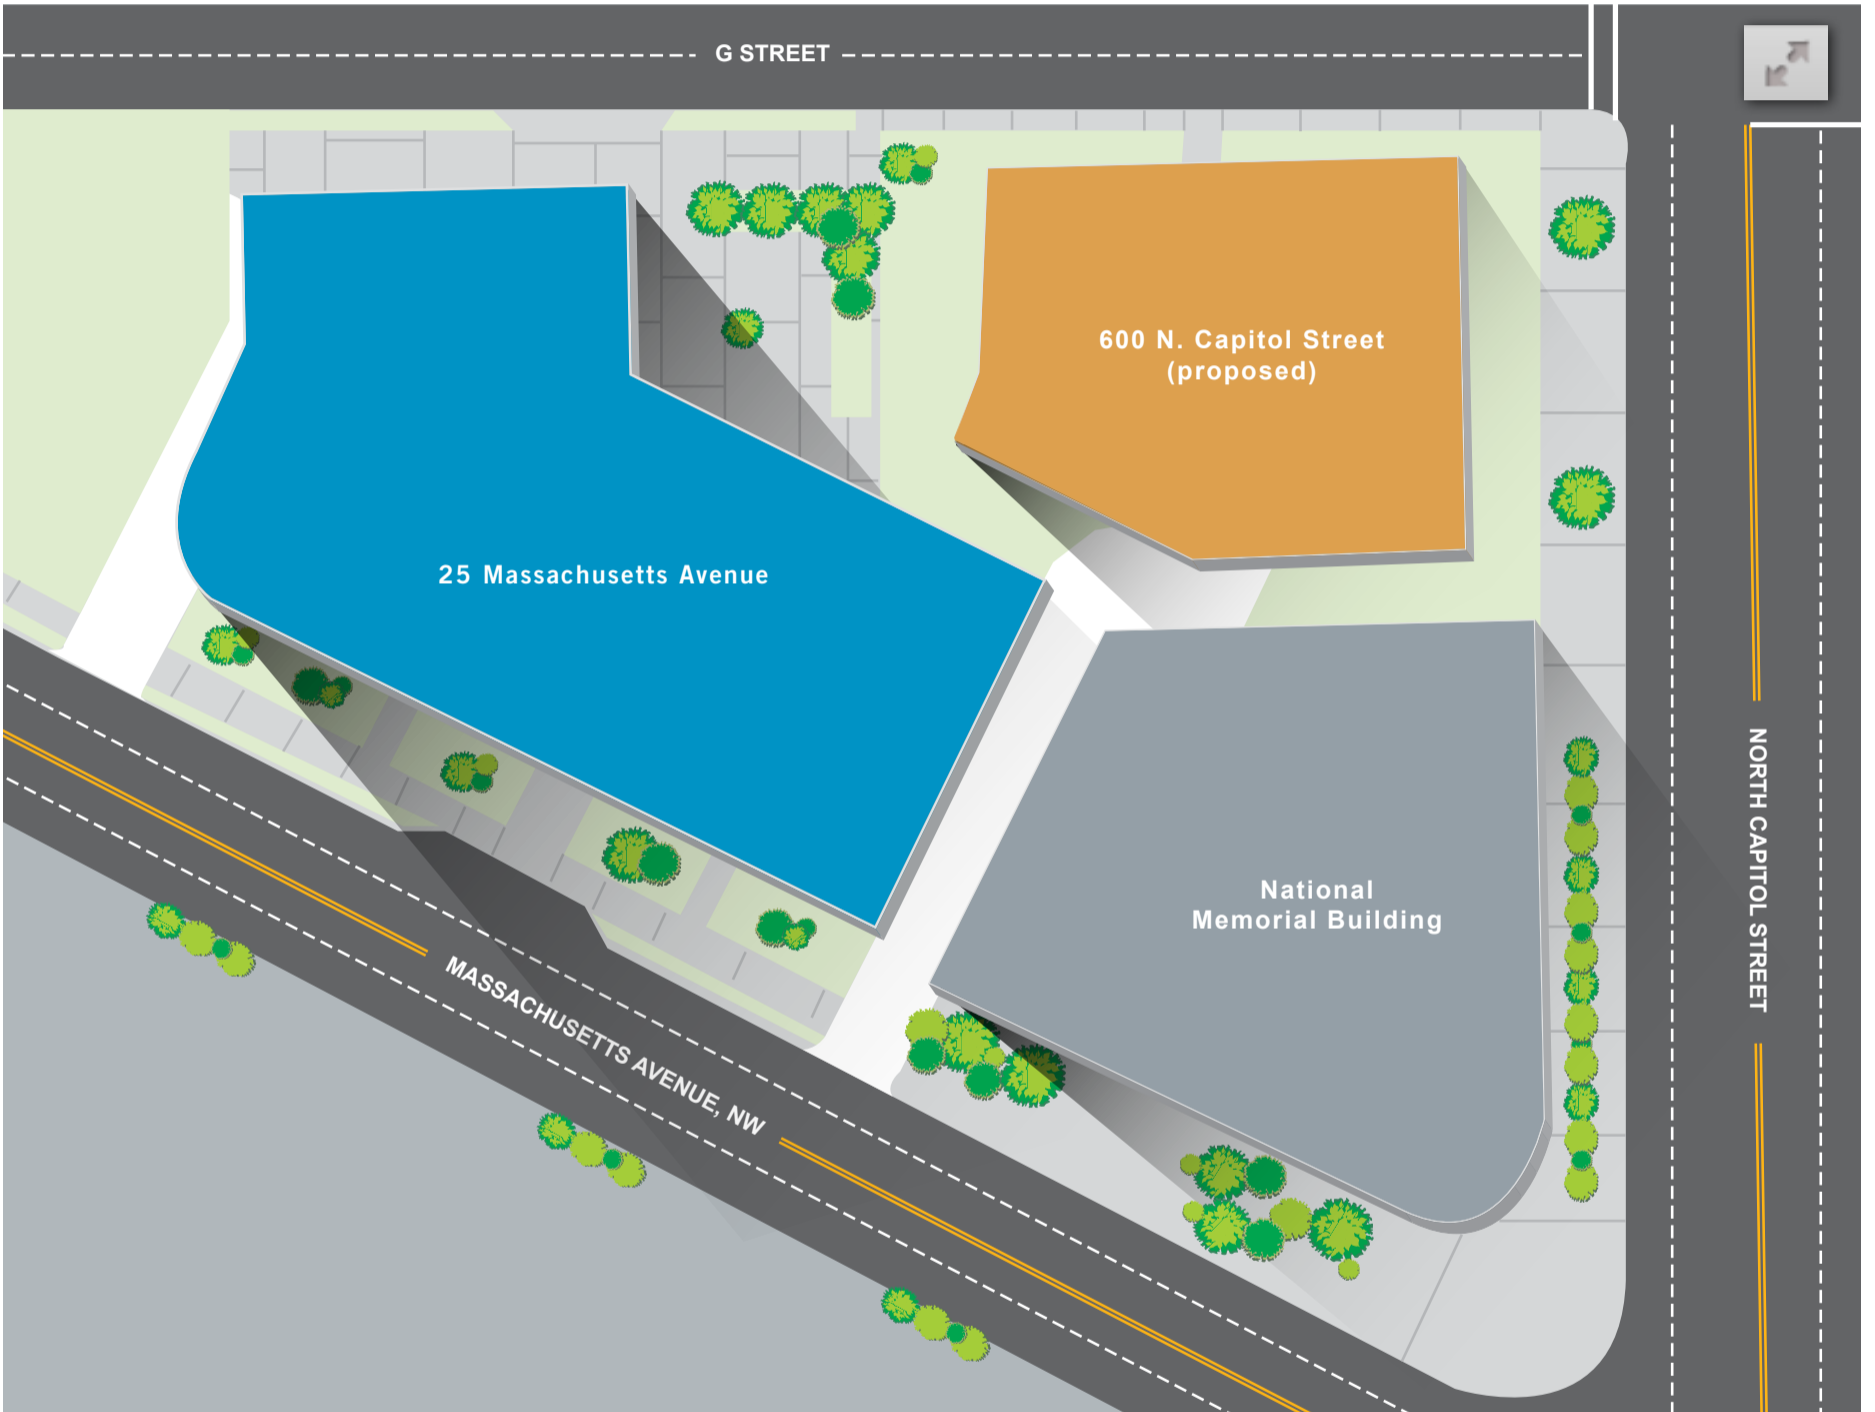 G STREET
600 N. Capitol Street
(proposed)
25 Massachusetts Avenue
National
Memorial Building
NORTH CAPITOL STREET
MASSACHUSETTS AVENUE, NW